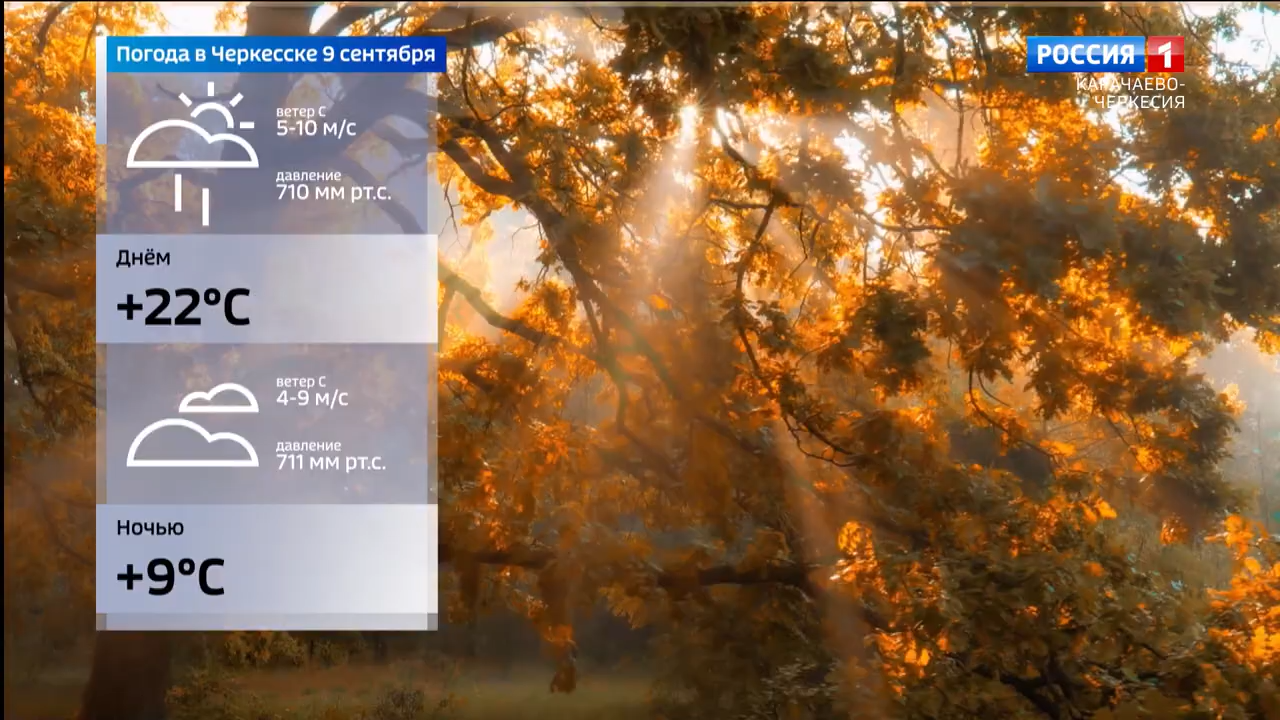 Погода в Черкесске 9 сентября
РОССИЯ 1
КАРАЧАЕВО-
ЧЕРКЕСИЯ
ветер С
5-10 м/с
давление
710 мм рт.с.
Днём
+22°C
ветер С
4-9 м/с
давление
711 мм рт.с.
Ночью
+9°C